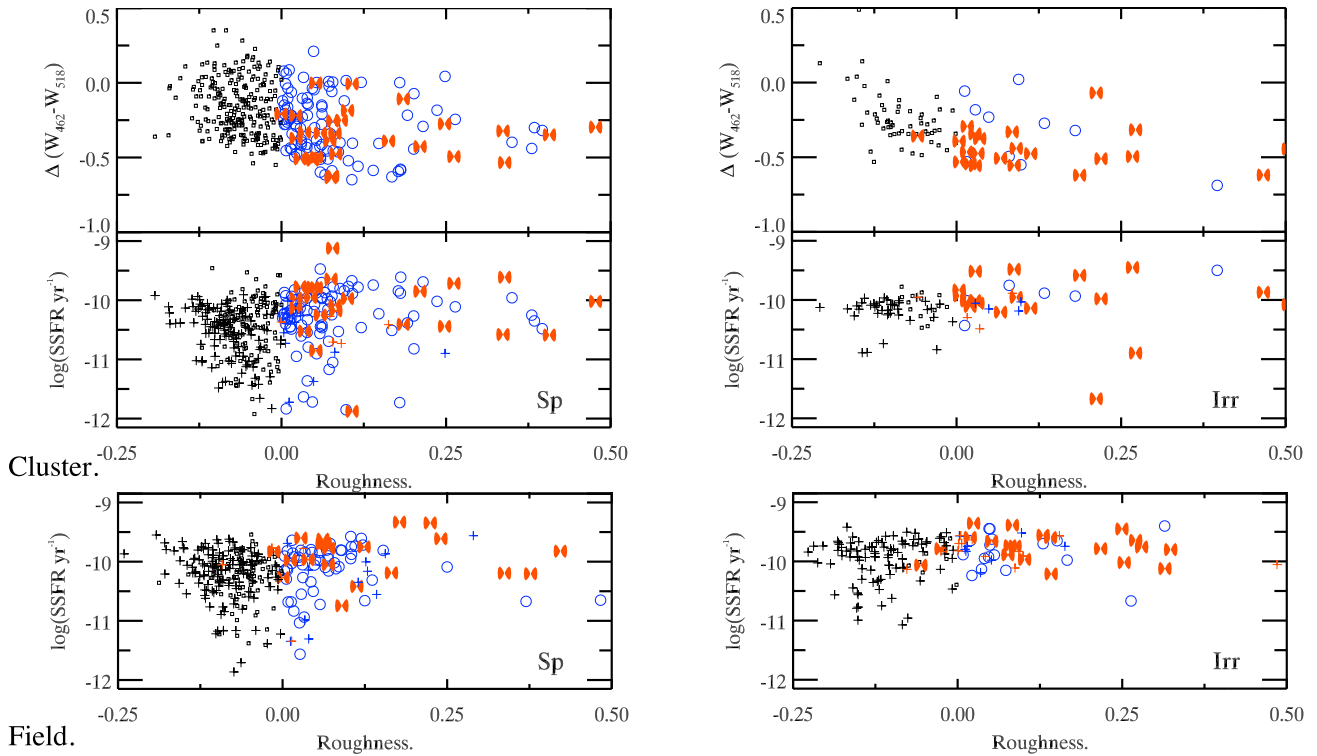 0.5
0.0
-0.5
-1.0
Δ (W462-W518)
0.5
0.0
-0.5
-1.0
Δ (W462-W518)
-9
-10
-11
-12
log(SSFR yr-1)
Sp
-9
-10
-11
-12
log(SSFR yr-1)
Irr
-0.25 0.00 0.25 0.50
-0.25 0.00 0.25 0.50
Cluster.
Roughness.
Roughness.
-9
-10
-11
-12
log(SSFR yr-1)
Sp
-9
-10
-11
-12
log(SSFR yr-1)
Irr
-0.25 0.00 0.25 0.50
-0.25 0.00 0.25 0.50
Field.
Roughness.
Roughness.